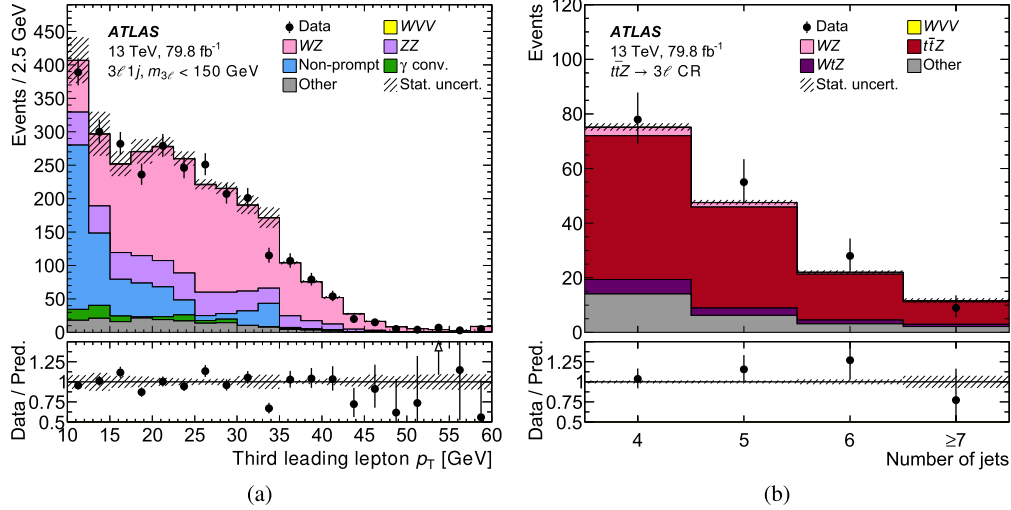 Events / 2.5 GeV
450
400
350
300
250
200
150
100
50
0
ATLAS
13 TeV, 79.8 fb⁻¹
3ℓ1j, m₃ℓ < 150 GeV
Data
WZ
Non-prompt
Other
WVV
ZZ
γ conv.
Stat. uncert.
Data / Pred.
1.25
1
0.75
0.5
10 15 20 25 30 35 40 45 50 55 60
Third leading lepton pT [GeV]
(a)
Events
120
100
80
60
40
20
0
ATLAS
13 TeV, 79.8 fb⁻¹
tt̄Z → 3ℓ CR
Data
WZ
WtZ
WVV
tt̄Z
Other
Stat. uncert.
Data / Pred.
1.25
1
0.75
0.5
4 5 6 ≥7
Number of jets
(b)